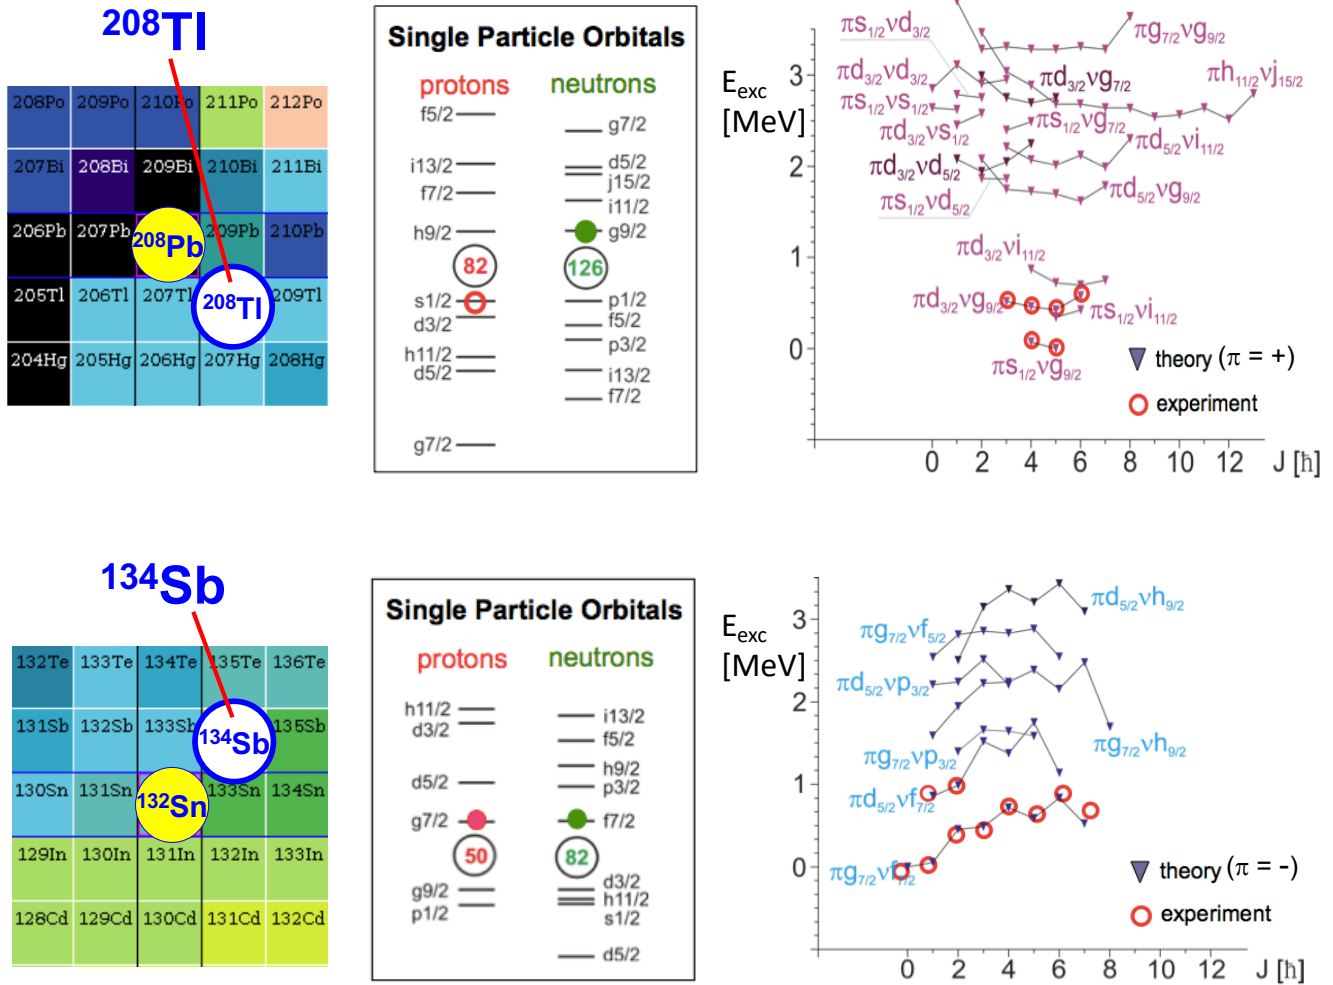 ²⁰⁸Tl
208Po 209Po 210Po 211Po 212Po
207Bi 208Bi 209Bi 210Bi 211Bi
206Pb 207Pb ²⁰⁸Pb 209Pb 210Pb
205Tl 206Tl 207Tl ²⁰⁸Tl 209Tl
204Hg 205Hg 206Hg 207Hg 208Hg
Single Particle Orbitals
protons neutrons
f5/2
g7/2
i13/2
d5/2
j15/2
f7/2
i11/2
h9/2
g9/2
82
126
s1/2
p1/2
d3/2
f5/2
p3/2
h11/2
d5/2
i13/2
f7/2
g7/2
E_exc
[MeV]
3
2
1
0
πs₁/₂νd₃/₂
πg₇/₂νg₉/₂
πd₃/₂νd₃/₂
πd₃/₂νg₇/₂
πh₁₁/₂νj₁₅/₂
πs₁/₂νs₁/₂
πs₁/₂νg₇/₂
πd₃/₂νs₁/₂
πd₅/₂νi₁₁/₂
πd₃/₂νd₅/₂
πs₁/₂νd₅/₂
πd₅/₂νg₉/₂
πd₃/₂νi₁₁/₂
πd₃/₂νg₉/₂
πs₁/₂νi₁₁/₂
πs₁/₂νg₉/₂
theory (π = +)
experiment
0 2 4 6 8 10 12 J [ħ]
¹³⁴Sb
132Te 133Te 134Te 135Te 136Te
131Sb 132Sb 133Sb ¹³⁴Sb 135Sb
130Sn 131Sn ¹³²Sn 133Sn 134Sn
129In 130In 131In 132In 133In
128Cd 129Cd 130Cd 131Cd 132Cd
Single Particle Orbitals
protons neutrons
h11/2
i13/2
d3/2
f5/2
h9/2
d5/2
p3/2
g7/2
f7/2
50
82
d3/2
g9/2
h11/2
p1/2
s1/2
d5/2
E_exc
[MeV]
3
2
1
0
πd₅/₂νh₉/₂
πg₇/₂νf₅/₂
πd₅/₂νp₃/₂
πg₇/₂νh₉/₂
πg₇/₂νp₃/₂
πd₅/₂νf₇/₂
πg₇/₂νf₇/₂
theory (π = -)
experiment
0 2 4 6 8 10 12 J [ħ]